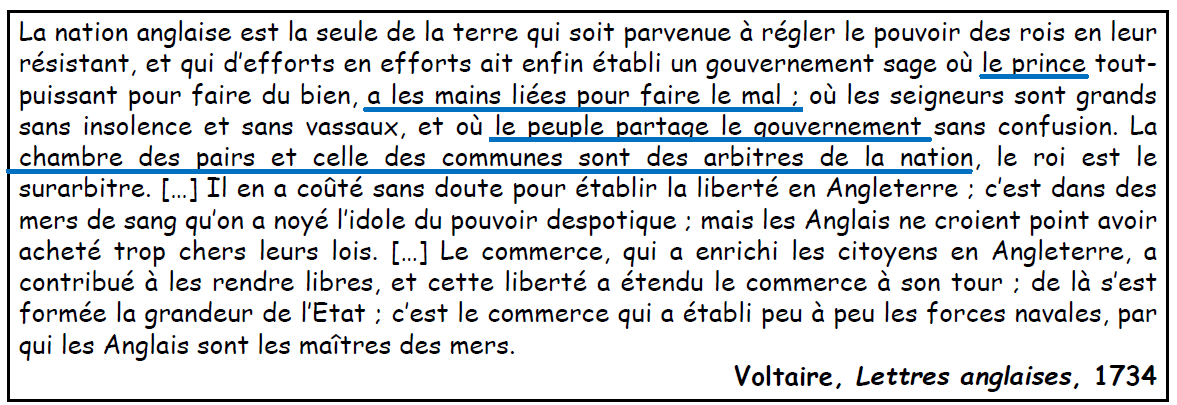 La nation anglaise est la seule de la terre qui soit parvenue à régler le pouvoir des rois en leur
résistant, et qui d’efforts en efforts ait enfin établi un gouvernement sage où le prince tout-
puissant pour faire du bien, a les mains liées pour faire le mal ; où les seigneurs sont grands
sans insolence et sans vassaux, et où le peuple partage le gouvernement sans confusion. La
chambre des pairs et celle des communes sont des arbitres de la nation, le roi est le
surarbitre. […] Il en a coûté sans doute pour établir la liberté en Angleterre ; c’est dans des
mers de sang qu’on a noyé l’idole du pouvoir despotique ; mais les Anglais ne croient point avoir
acheté trop chers leurs lois. […] Le commerce, qui a enrichi les citoyens en Angleterre, a
contribué à les rendre libres, et cette liberté a étendu le commerce à son tour ; de là s’est
formée la grandeur de l’Etat ; c’est le commerce qui a établi peu à peu les forces navales, par
qui les Anglais sont les maîtres des mers.
Voltaire, Lettres anglaises, 1734